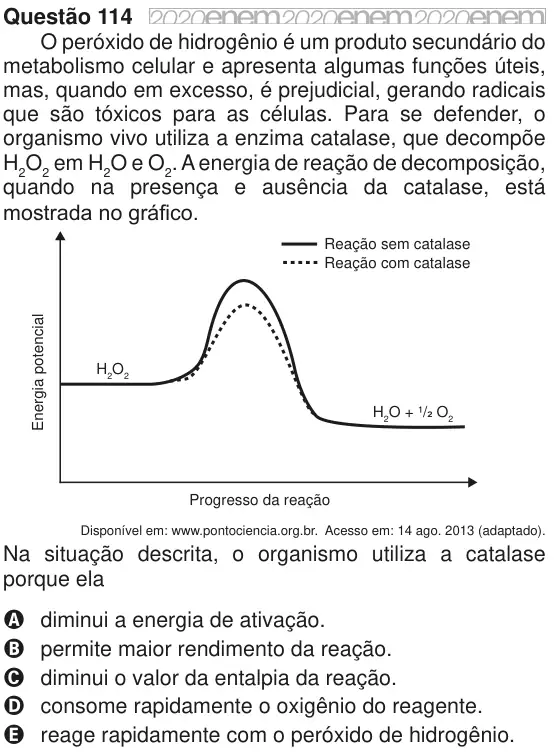 Questão 114 2020enem2020enem2020enem
O peróxido de hidrogênio é um produto secundário do
metabolismo celular e apresenta algumas funções úteis,
mas, quando em excesso, é prejudicial, gerando radicais
que são tóxicos para as células. Para se defender, o
organismo vivo utiliza a enzima catalase, que decompõe
H₂O₂ em H₂O e O₂. A energia de reação de decomposição,
quando na presença e ausência da catalase, está
mostrada no gráfico.
Reação sem catalase
Reação com catalase
Energia potencial
H₂O₂
H₂O + ½ O₂
Progresso da reação
Disponível em: www.pontociencia.org.br. Acesso em: 14 ago. 2013 (adaptado).
Na situação descrita, o organismo utiliza a catalase
porque ela
A diminui a energia de ativação.
B permite maior rendimento da reação.
C diminui o valor da entalpia da reação.
D consome rapidamente o oxigênio do reagente.
E reage rapidamente com o peróxido de hidrogênio.